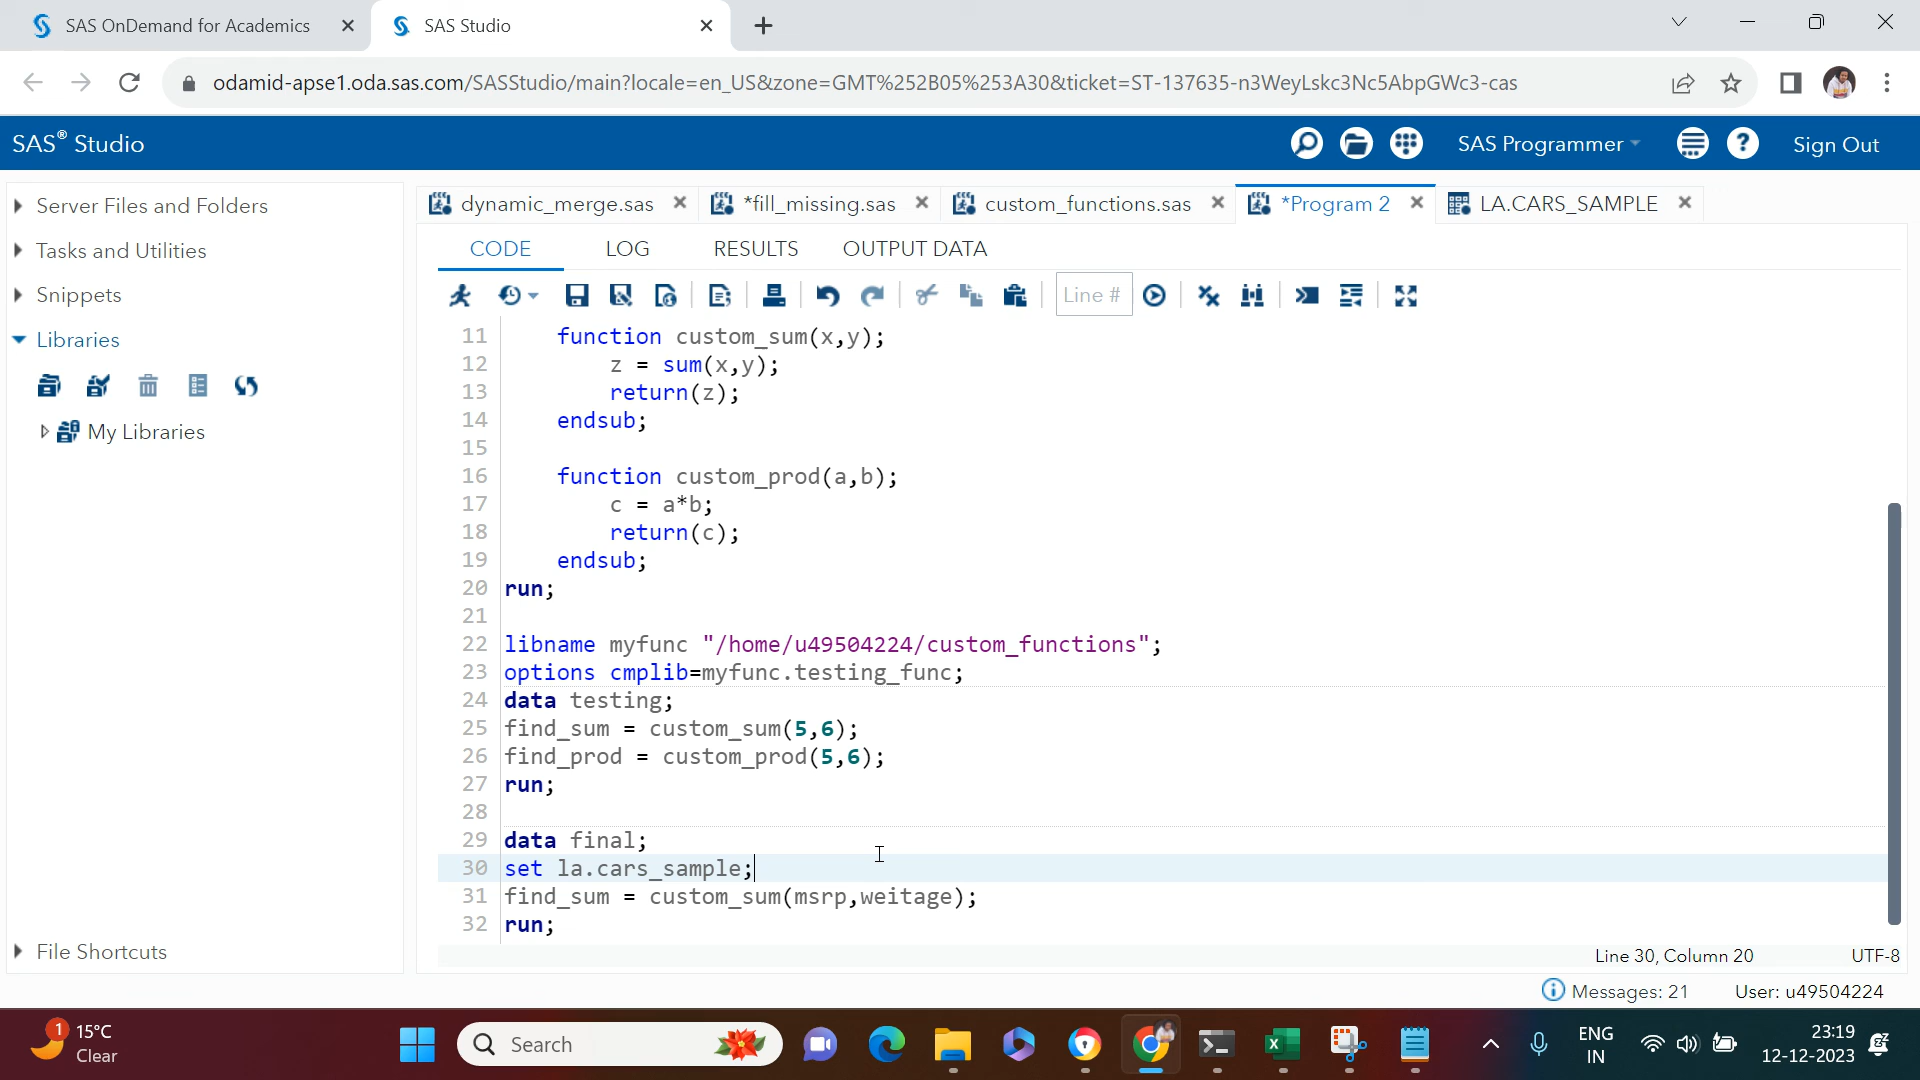 SAS OnDemand for Academics
SAS Studio
odamid-apse1.oda.sas.com/SASStudio/main?locale=en_US&zone=GMT%252B05%253A30&ticket=ST-137635-n3WeyLskc3Nc5AbpGWc3-cas
SAS® Studio
SAS Programmer
Sign Out
Server Files and Folders
Tasks and Utilities
Snippets
Libraries
My Libraries
File Shortcuts
dynamic_merge.sas
*fill_missing.sas
custom_functions.sas
*Program 2
LA.CARS_SAMPLE
CODE LOG RESULTS OUTPUT DATA
Line #
11 function custom_sum(x,y);
12 z = sum(x,y);
13 return(z);
14 endsub;
15
16 function custom_prod(a,b);
17 c = a*b;
18 return(c);
19 endsub;
20 run;
21
22 libname myfunc "/home/u49504224/custom_functions";
23 options cmplib=myfunc.testing_func;
24 data testing;
25 find_sum = custom_sum(5,6);
26 find_prod = custom_prod(5,6);
27 run;
28
29 data final;
30 set la.cars_sample;
31 find_sum = custom_sum(msrp,weitage);
32 run;
Line 30, Column 20
UTF-8
Messages: 21
User: u49504224
1
15°C
Clear
Search
ENG
IN
23:19
12-12-2023